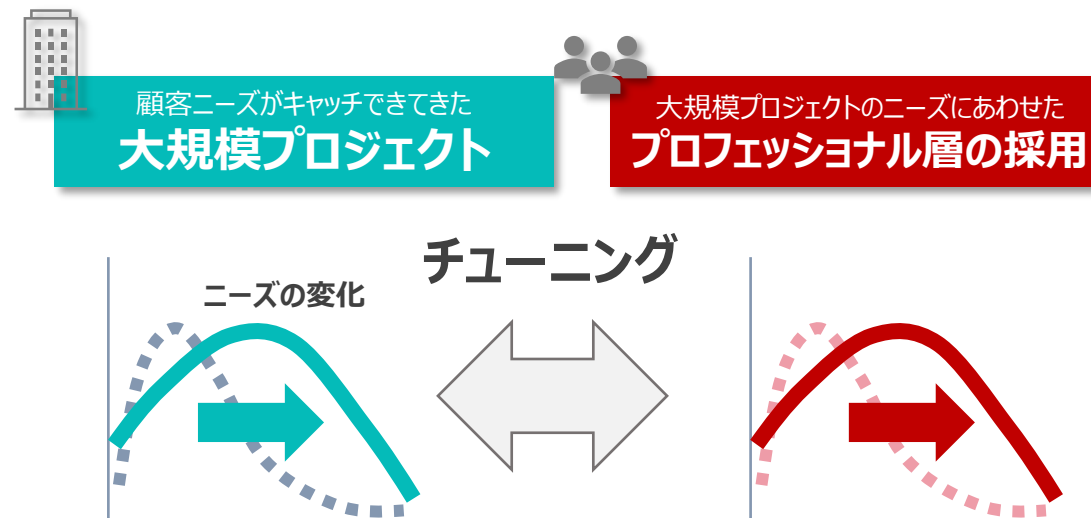 顧客ニーズがキャッチできてきた
大規模プロジェクト
大規模プロジェクトのニーズにあわせた
プロフェッショナル層の採用
チューニング
ニーズの変化